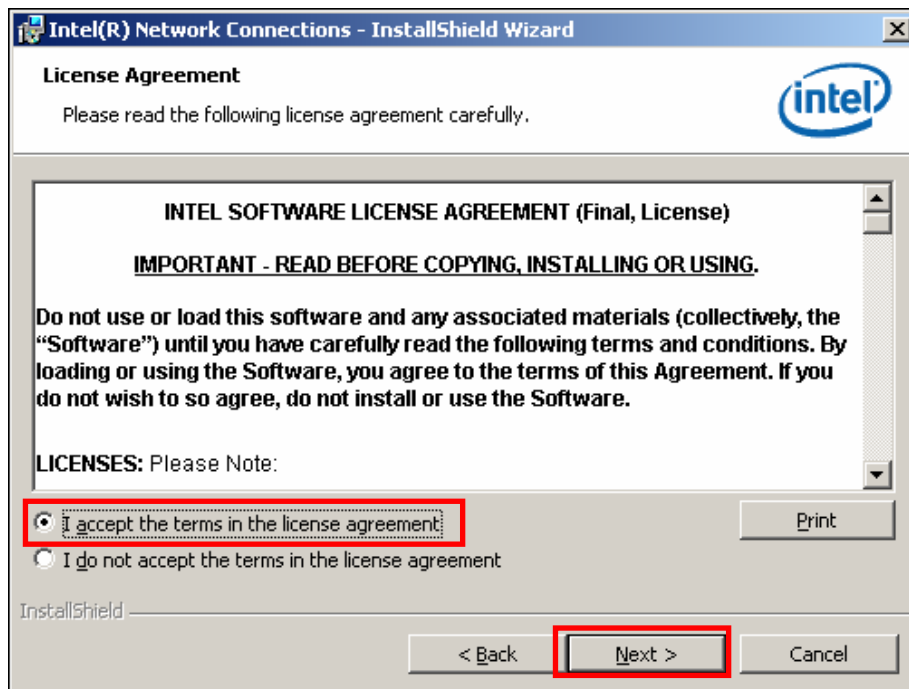 Intel(R) Network Connections - InstallShield Wizard
License Agreement
Please read the following license agreement carefully.
intel
INTEL SOFTWARE LICENSE AGREEMENT (Final, License)
IMPORTANT - READ BEFORE COPYING, INSTALLING OR USING.
Do not use or load this software and any associated materials (collectively, the
“Software”) until you have carefully read the following terms and conditions. By
loading or using the Software, you agree to the terms of this Agreement. If you
do not wish to so agree, do not install or use the Software.
LICENSES: Please Note:
I accept the terms in the license agreement
Print
I do not accept the terms in the license agreement
InstallShield
< Back
Next >
Cancel